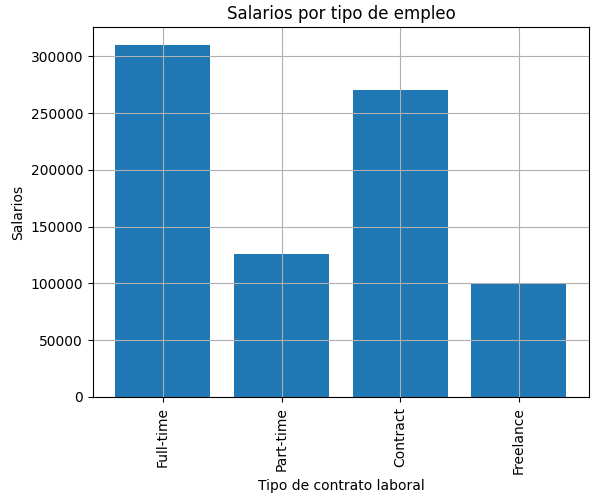 Salarios por tipo de empleo
Salarios
300000
250000
200000
150000
100000
50000
0
Full-time
Part-time
Contract
Freelance
Tipo de contrato laboral